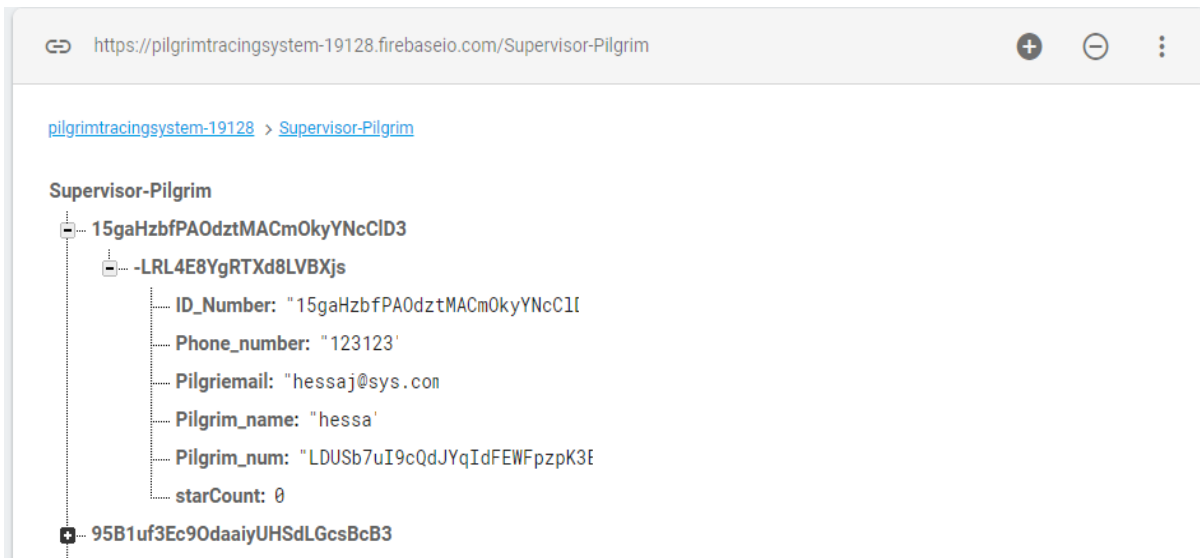 https://pilgrimtracingsystem-19128.firebaseio.com/Supervisor-Pilgrim
pilgrimtracingsystem-19128 > Supervisor-Pilgrim
Supervisor-Pilgrim
15gaHzbfPAOdztMACmOkyYNcClD3
-LRL4E8YgRTXd8LVBXjs
ID_Number: "15gaHzbfPAOdztMACmOkyYNcCl
Phone_number: "123123"
Pilgriemail: "hessaj@sys.com
Pilgrim_name: "hessa"
Pilgrim_num: "LDUSb7uI9cQdJYqIdFEWFpzpK3
starCount: 0
95B1uf3Ec9OdaaiyUHSdLGcsBcB3